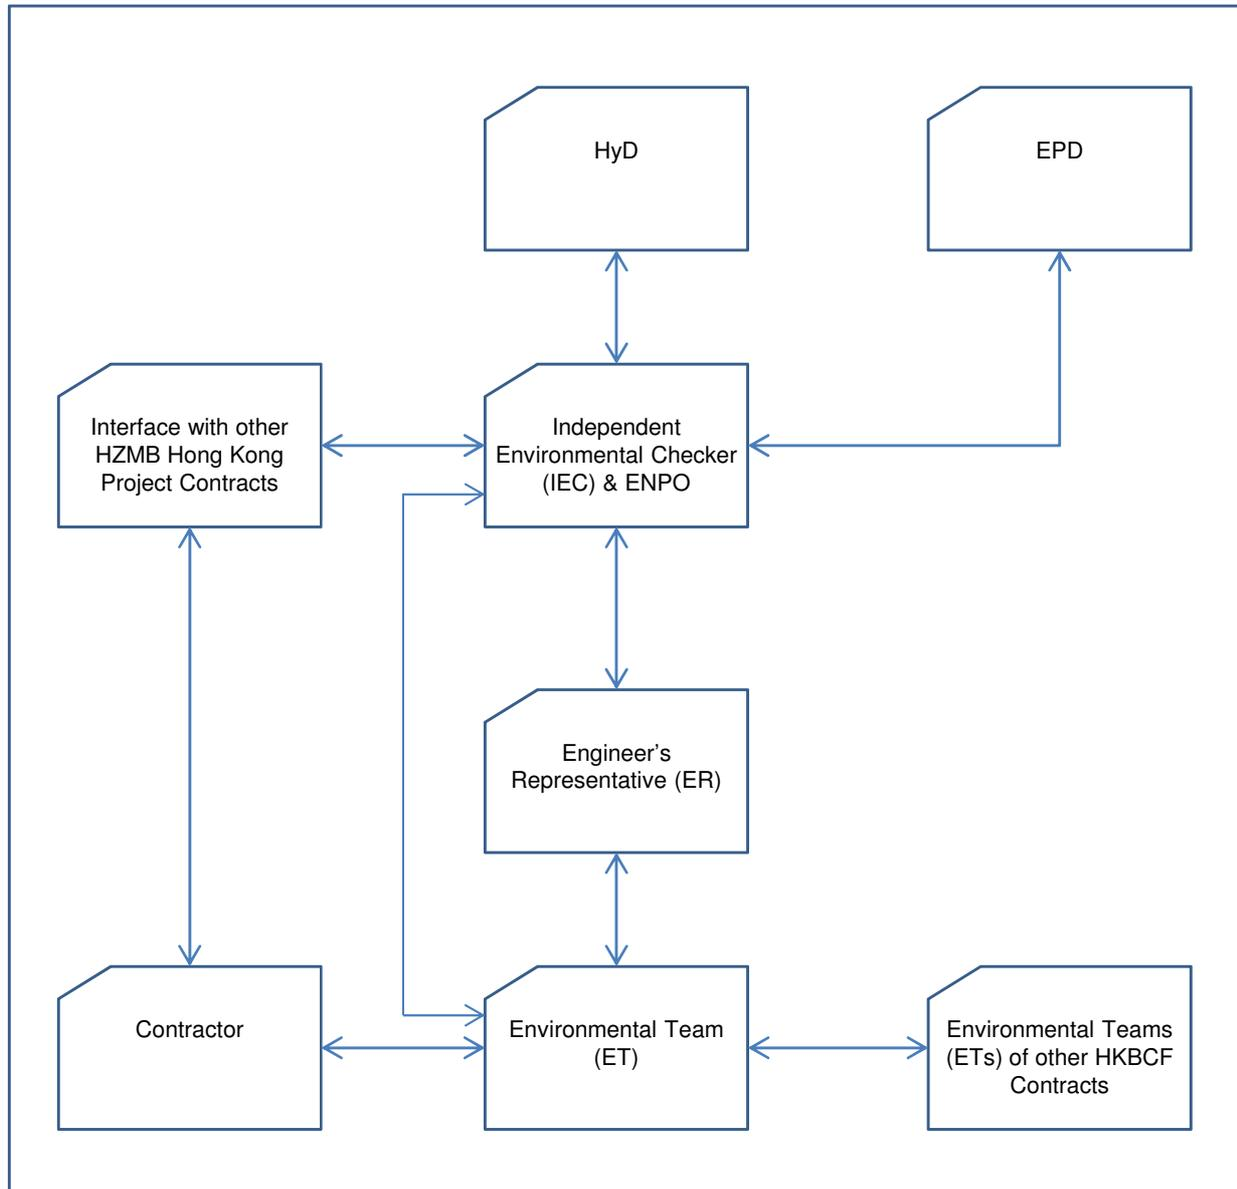 HyD
EPD
Interface with other
HZMB Hong Kong
Project Contracts
Independent
Environmental Checker
(IEC) & ENPO
Engineer’s
Representative (ER)
Contractor
Environmental Team
(ET)
Environmental Teams
(ETs) of other HKBCF
Contracts